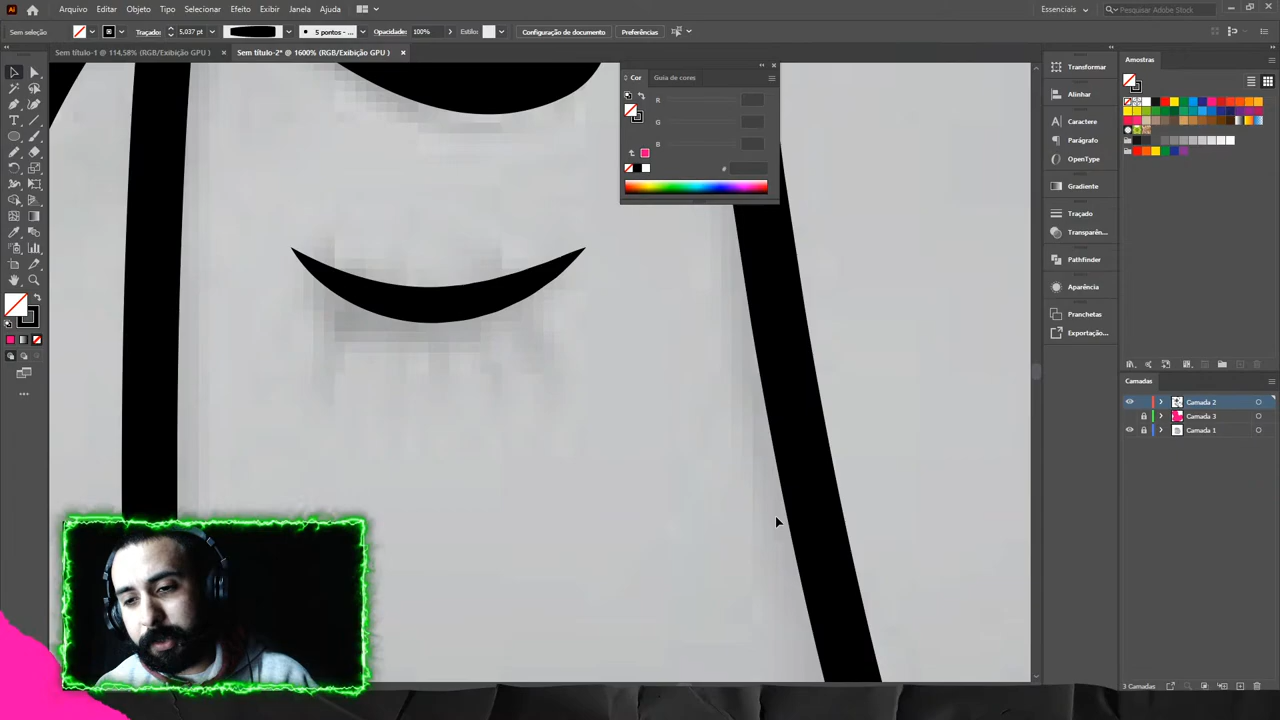 Ai Arquivo Editar Objeto Tipo Selecionar Efeito Exibir Janela Ajuda Essenciais Pesquisar Adobe Stock
Sem seleção Traçado: 5,037 pt 5 pontos - ... Opacidade: 100% Estilo: Configuração de documento Preferências
Sem título-1 @ 114,58% (RGB/Exibição GPU ) × Sem título-2* @ 1600% (RGB/Exibição GPU ) ×
Cor Guia de cores
R
G
B
#
Transformar
Alinhar
Caractere
Parágrafo
OpenType
Gradiente
Traçado
Transparên...
Pathfinder
Aparência
Pranchetas
Exportação...
Amostras
Camadas
Camada 2
Camada 3
Camada 1
3 Camadas